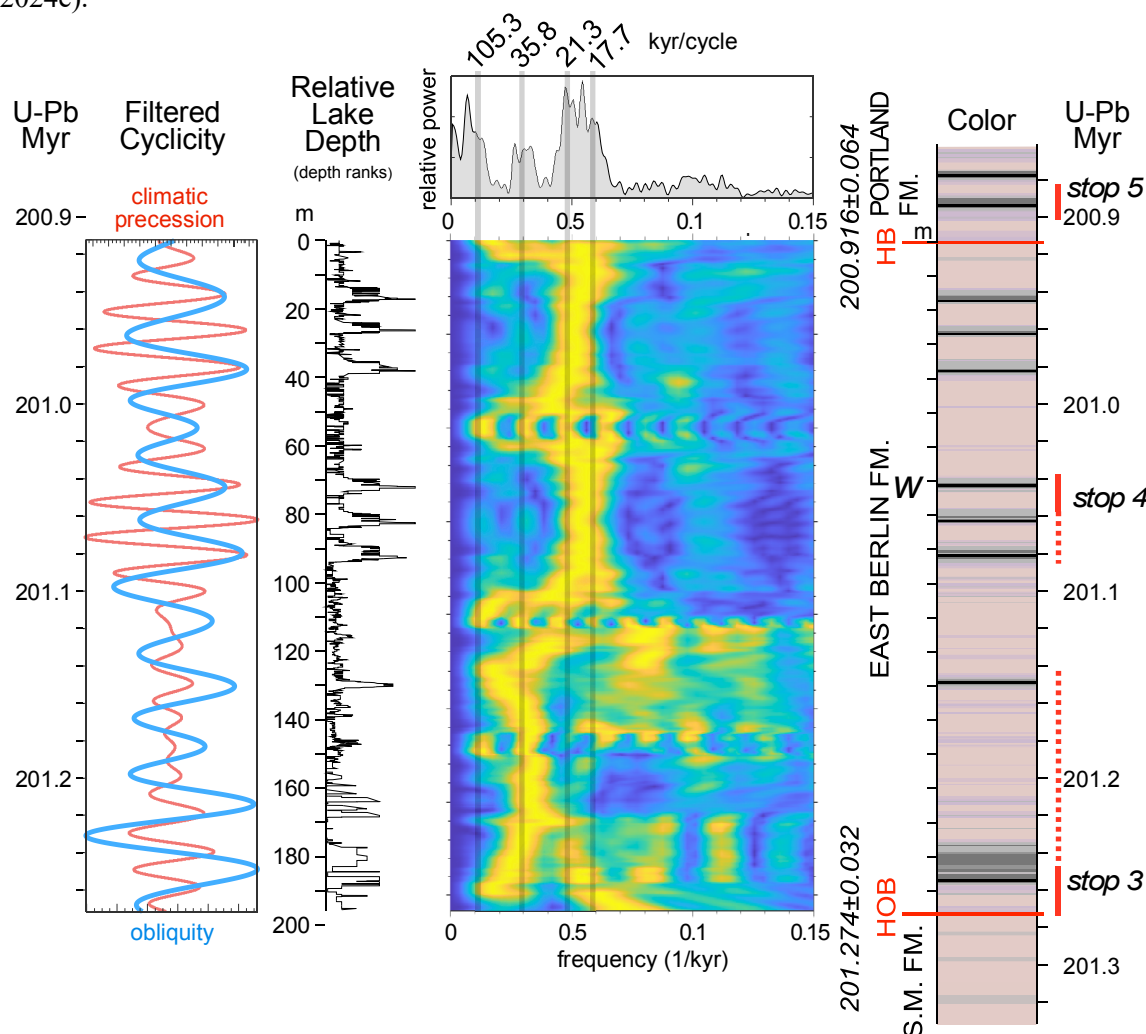 2024c).
105.3
35.8
21.3
17.7
kyr/cycle
U-Pb
Myr
Filtered
Cyclicity
Relative
Lake
Depth
(depth ranks)
relative power
0
0.5
0.1
0.15
climatic
precession
m
200.9
201.0
201.1
201.2
obliquity
0
20
40
60
80
100
120
140
160
180
200
0
0.5
0.1
0.15
frequency (1/kyr)
200.916±0.064
HB
PORTLAND
FM.
m
W
EAST BERLIN FM.
201.274±0.032
HOB
S.M. FM.
Color
U-Pb
Myr
stop 5
200.9
201.0
stop 4
201.1
201.2
stop 3
201.3